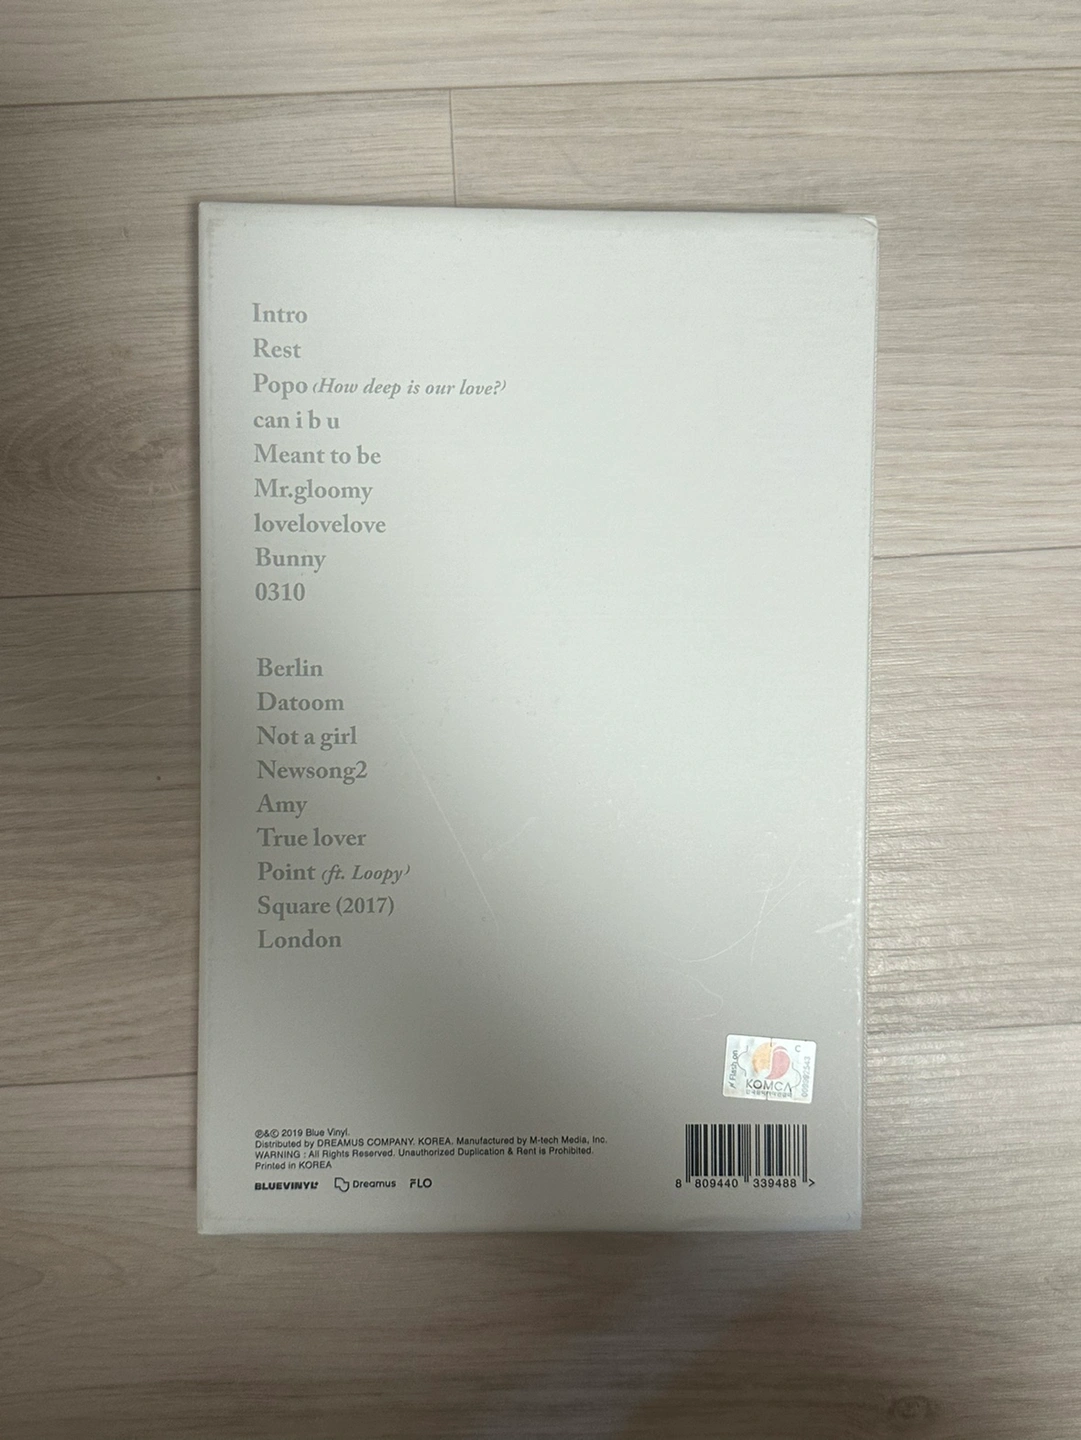 Intro
Rest
Popo (How deep is our love?)
can i b u
Meant to be
Mr.gloomy
lovelovelove
Bunny
0310
Berlin
Datoom
Not a girl
Newsong2
Amy
True lover
Point (ft. Loopy)
Square (2017)
London
Flash on
C
KOMCA
℗&© 2019 Blue Vinyl.
Distributed by DREAMUS COMPANY. KOREA. Manufactured by M-tech Media, Inc.
WARNING : All Rights Reserved. Unauthorized Duplication & Rent is Prohibited.
Printed in KOREA
BLUEVINYL Dreamus FLO
8 809440 339488 >